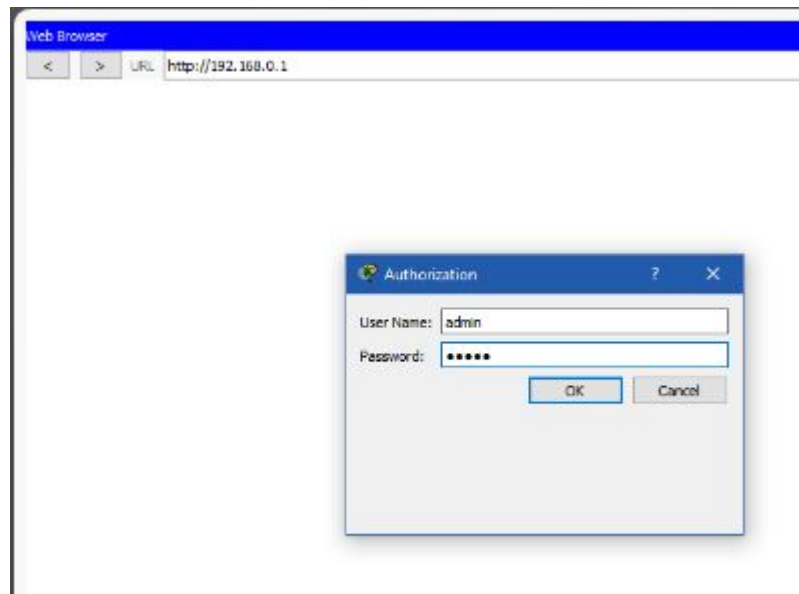 Web Browser
< > URL http://192.168.0.1
Authorization ? ×
User Name: admin
Password: •••••
OK Cancel